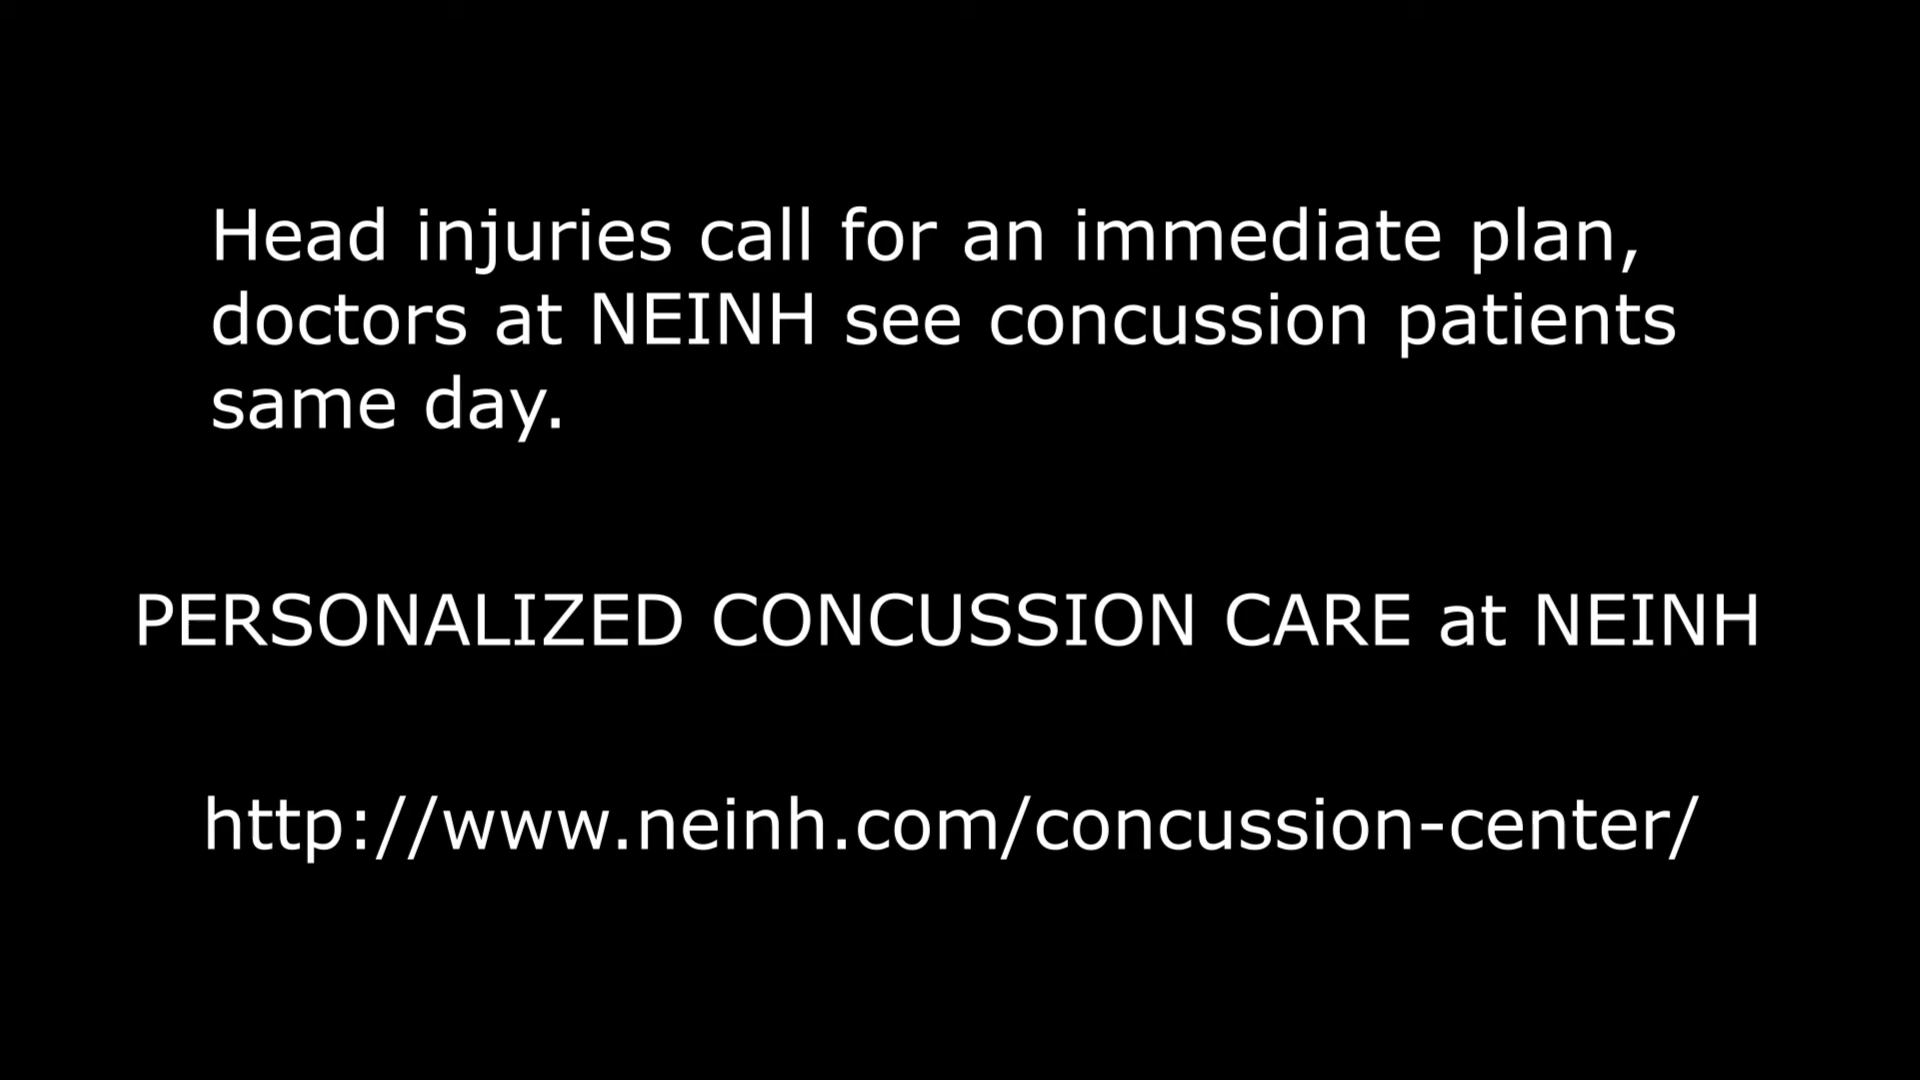 Head injuries call for an immediate plan,
doctors at NEINH see concussion patients
same day.
PERSONALIZED CONCUSSION CARE at NEINH
http://www.neinh.com/concussion-center/